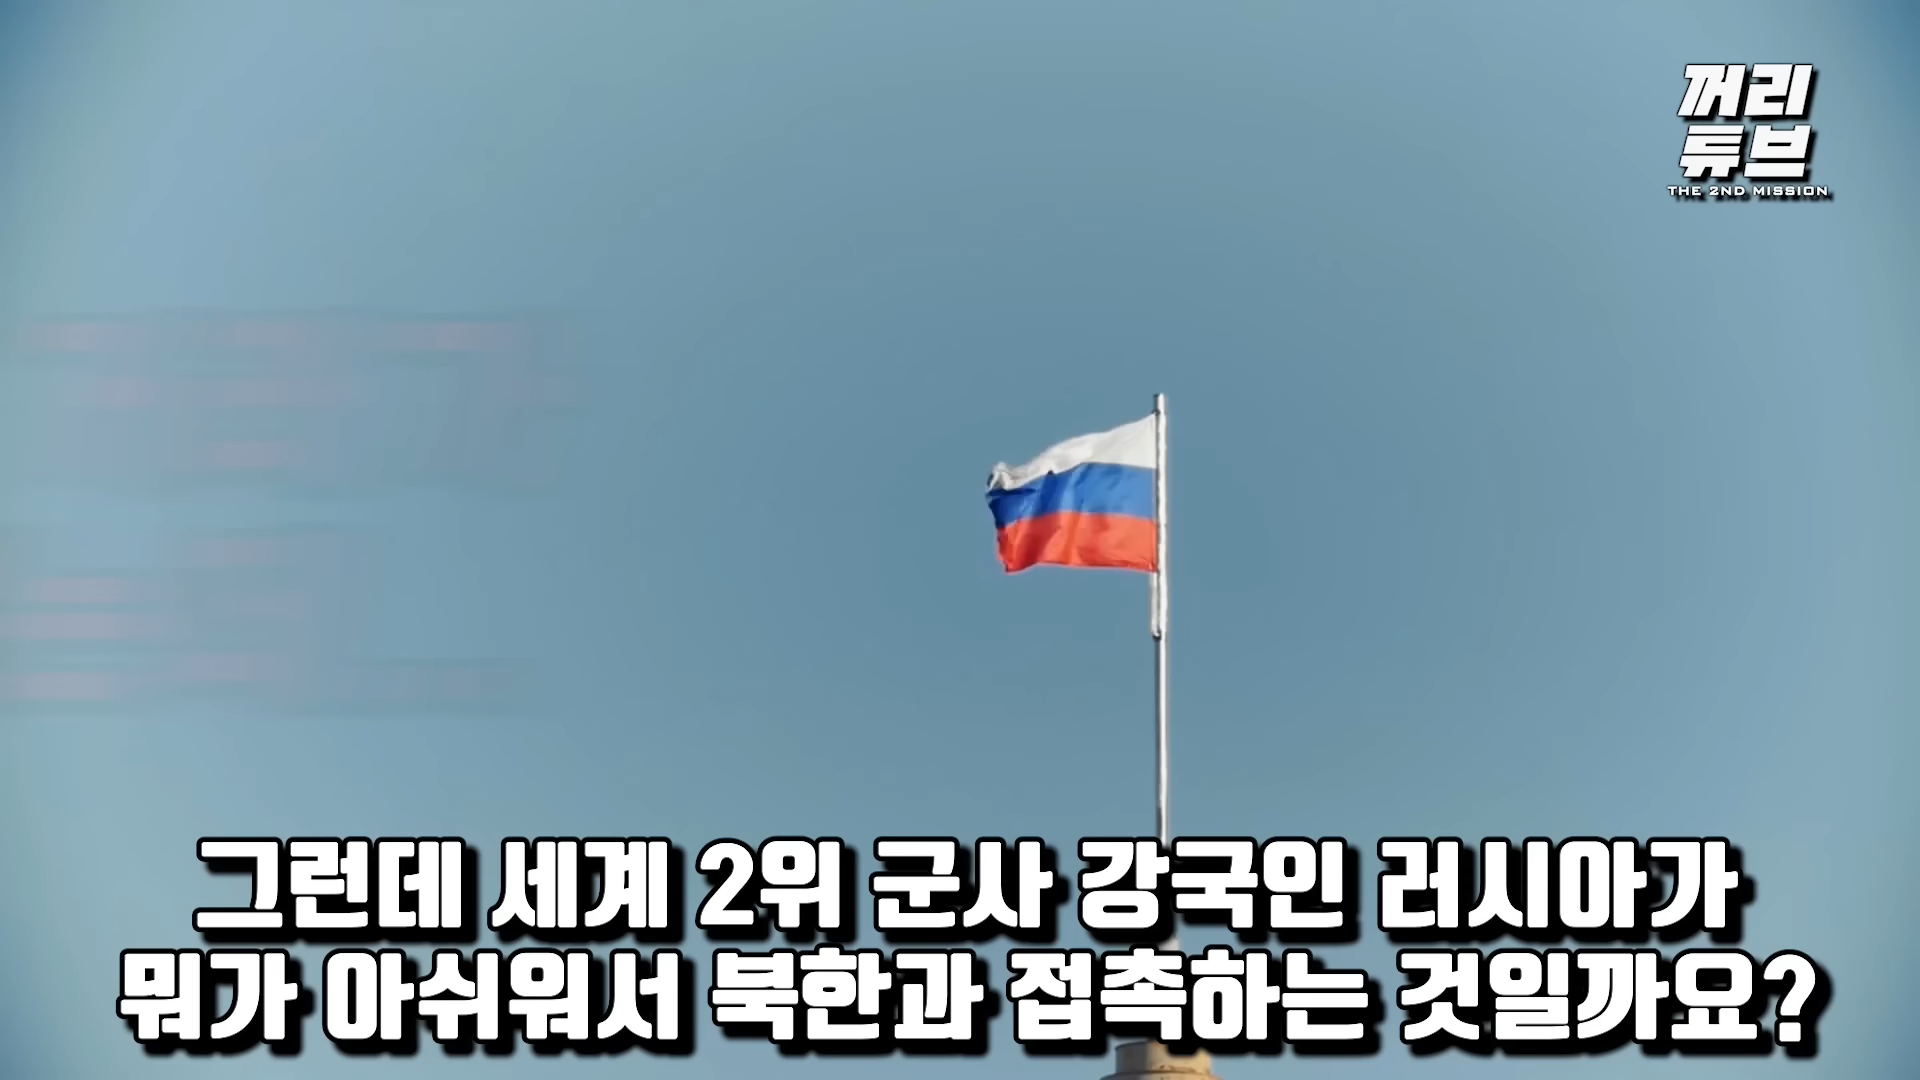 꺼리
튜브
THE 2ND MISSION
그런데 세계 2위 군사 강국인 러시아가
뭐가 아쉬워서 북한과 접촉하는 것일까요?